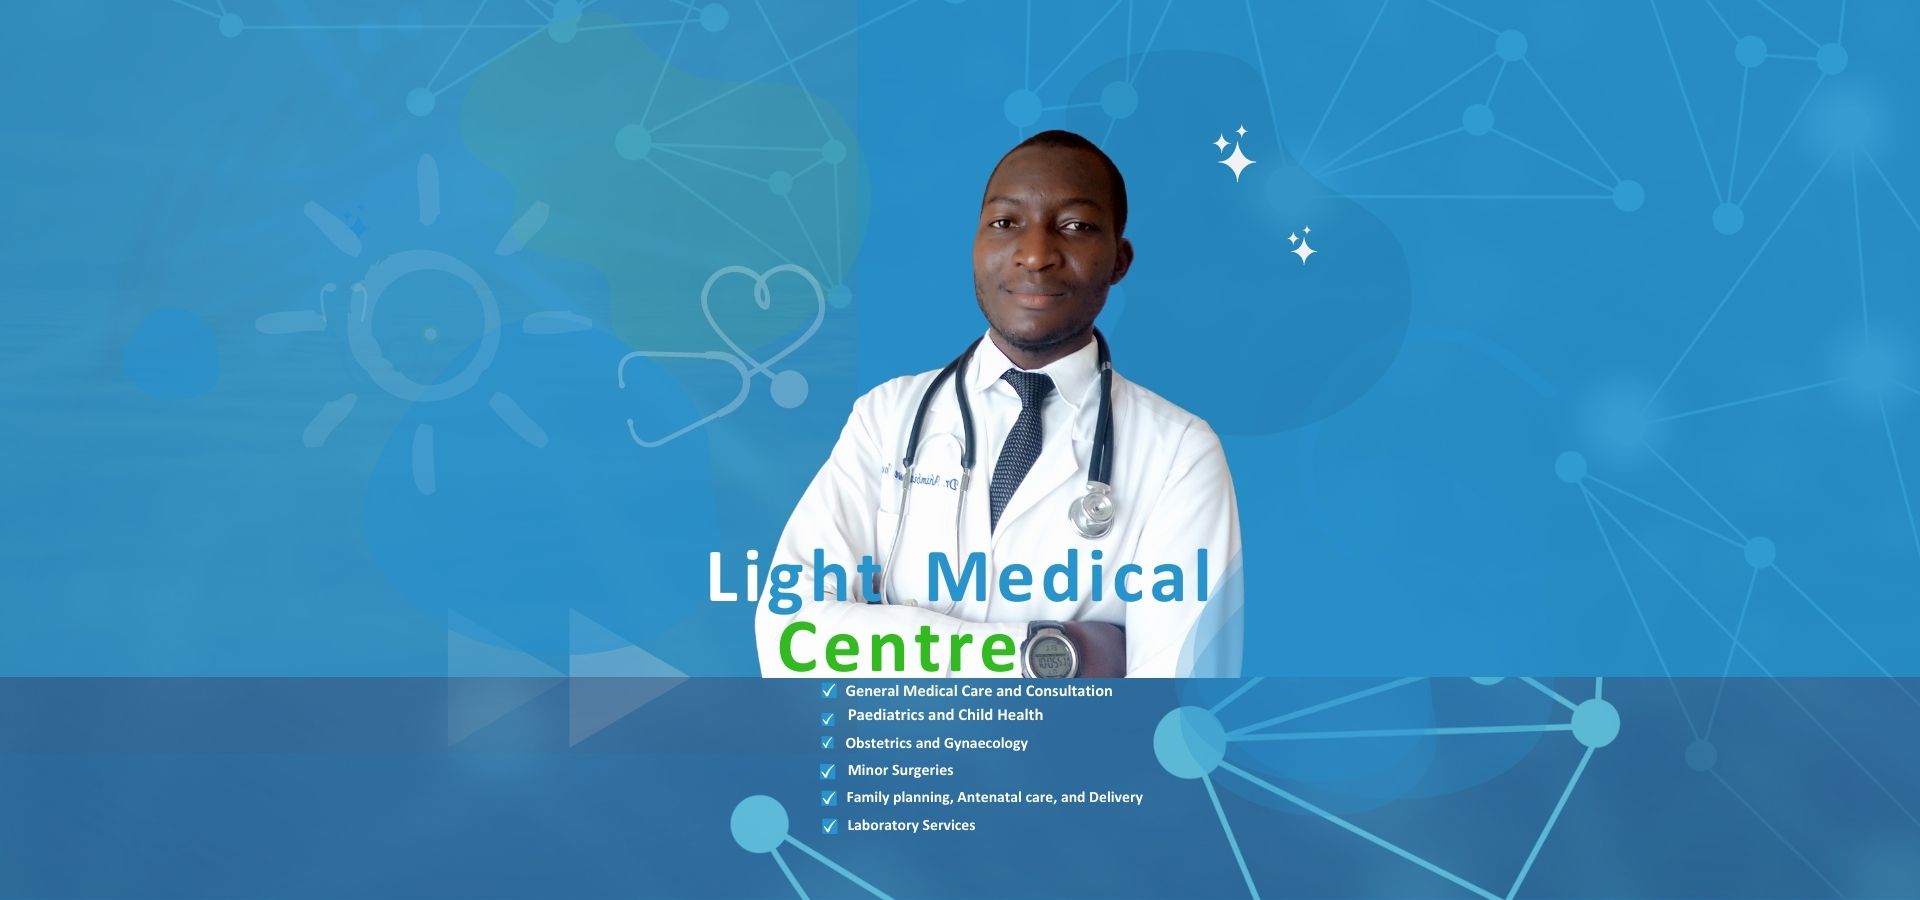 Light Medical
Centre
General Medical Care and Consultation
Paediatrics and Child Health
Obstetrics and Gynaecology
Minor Surgeries
Family planning, Antenatal care, and Delivery
Laboratory Services